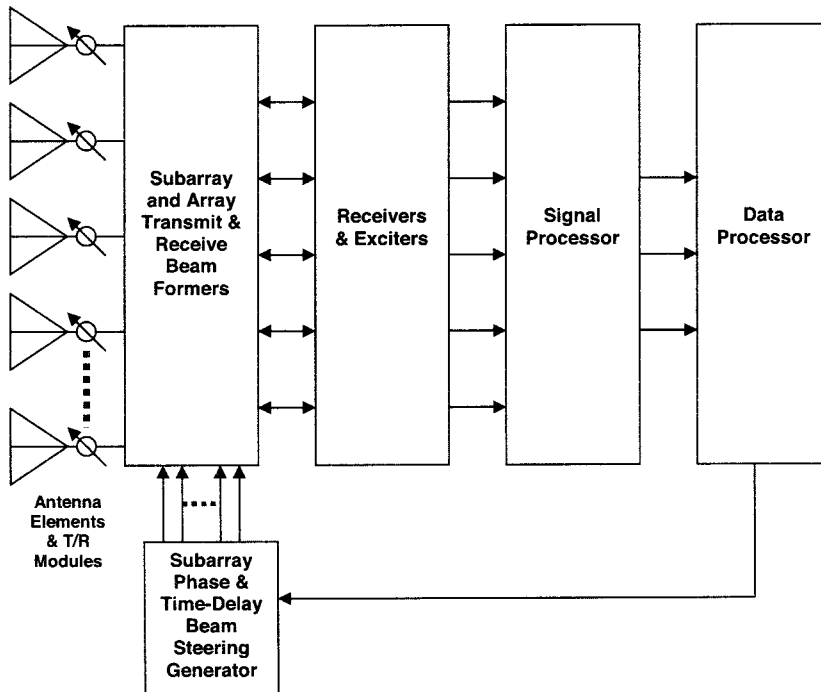 Subarray
and Array
Transmit &
Receive
Beam
Formers
Receivers
& Exciters
Signal
Processor
Data
Processor
Antenna
Elements
& T/R
Modules
Subarray
Phase &
Time-Delay
Beam
Steering
Generator